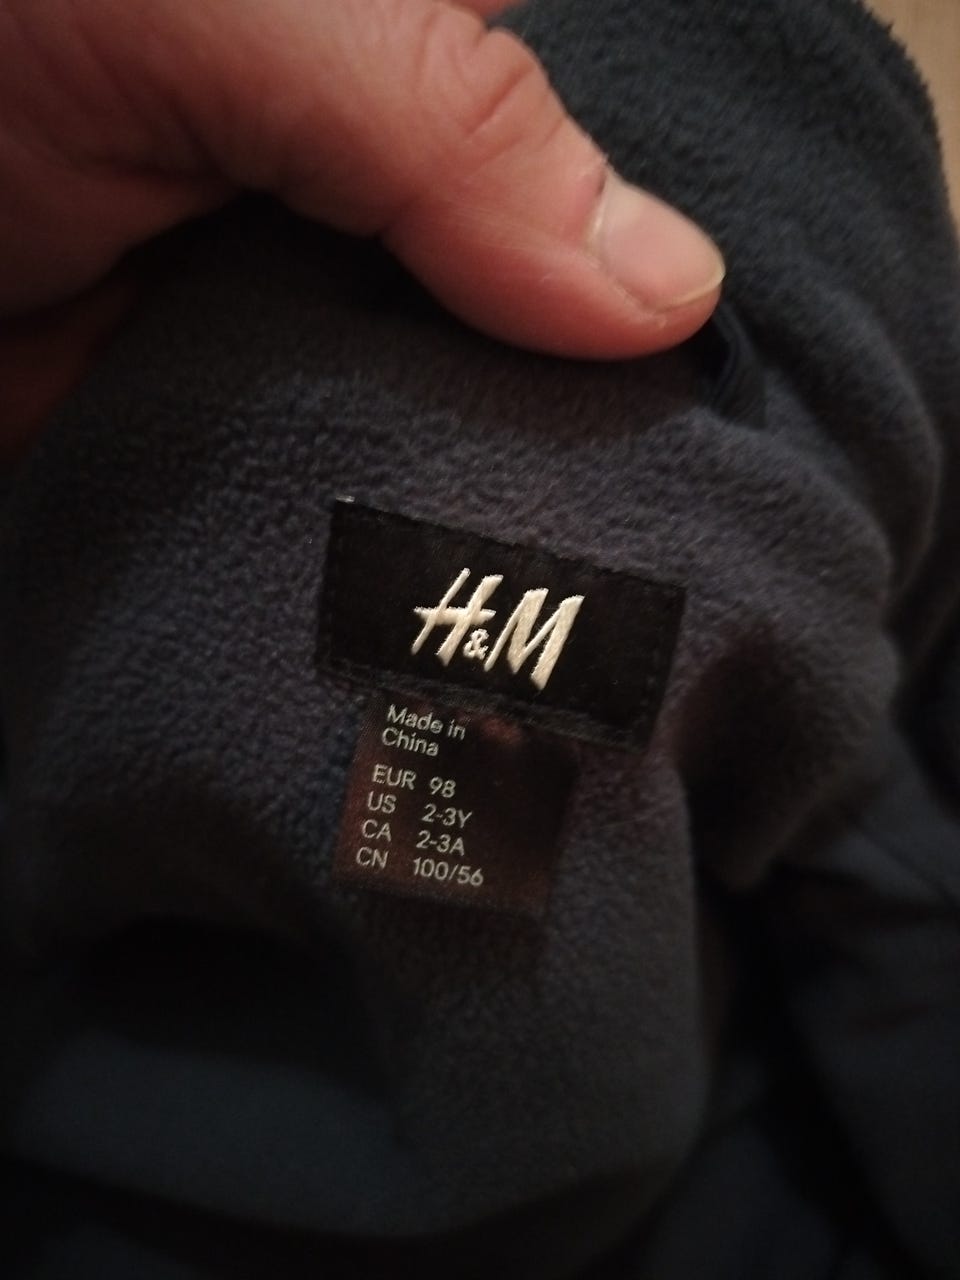 H&M
Made in
China
EUR 98
US 2-3Y
CA 2-3A
CN 100/56